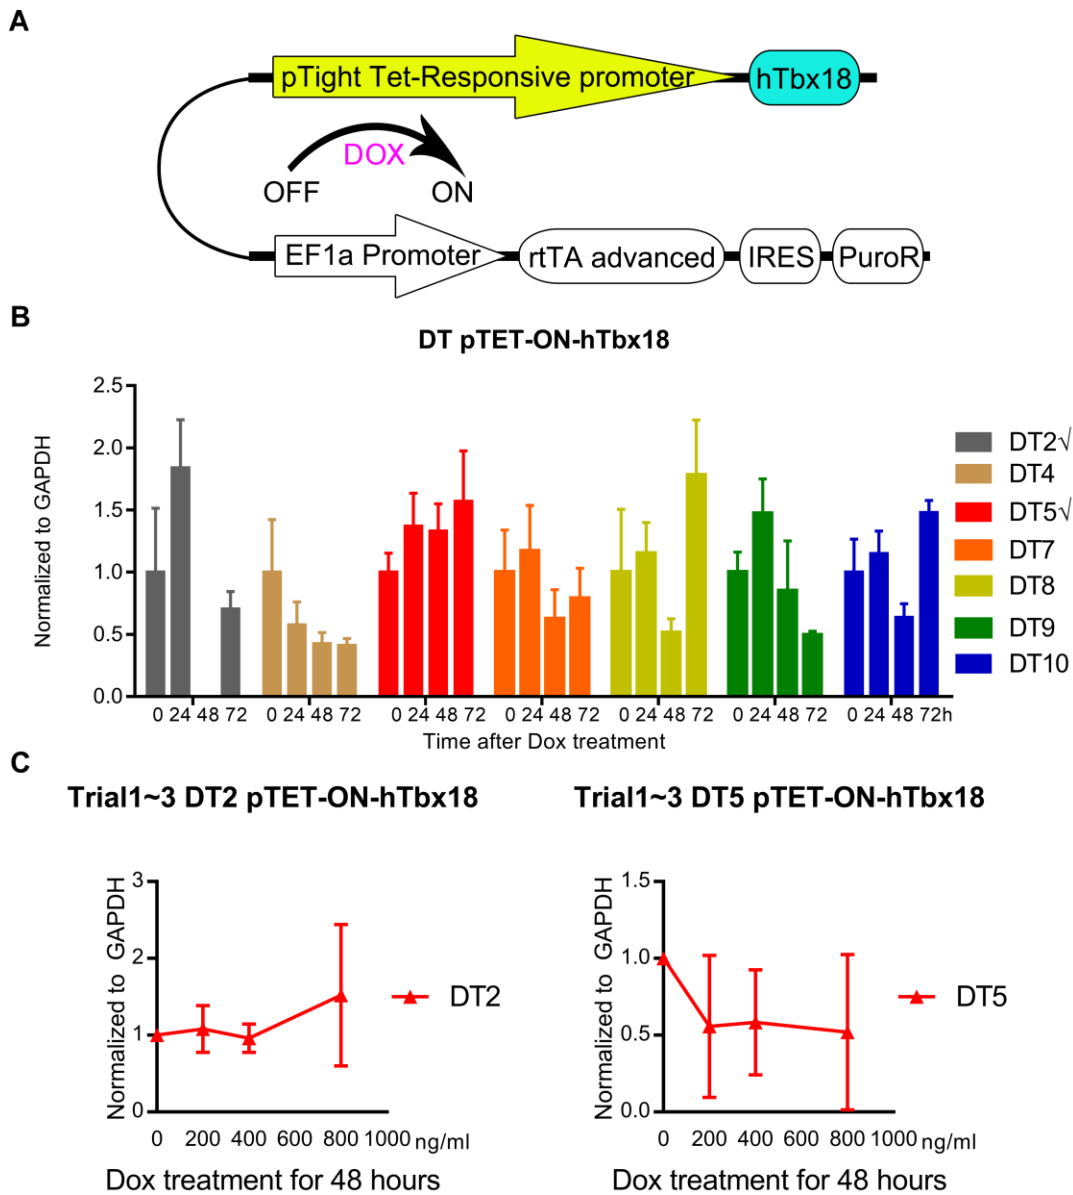 A
pTight Tet-Responsive promoter
hTbx18
DOX
OFF
ON
EF1a Promoter
rtTA advanced
IRES
PuroR
B
DT pTET-ON-hTbx18
Normalized to GAPDH
2.5
2.0
1.5
1.0
0.5
0.0
0 24 48 72
0 24 48 72
0 24 48 72
0 24 48 72
0 24 48 72
0 24 48 72
0 24 48 72h
Time after Dox treatment
DT2√
DT4
DT5√
DT7
DT8
DT9
DT10
C
Trial1~3 DT2 pTET-ON-hTbx18
Normalized to GAPDH
3
2
1
0
0 200 400 600 800 1000 ng/ml
Dox treatment for 48 hours
DT2
Trial1~3 DT5 pTET-ON-hTbx18
Normalized to GAPDH
1.5
1.0
0.5
0.0
0 200 400 600 800 1000 ng/ml
Dox treatment for 48 hours
DT5